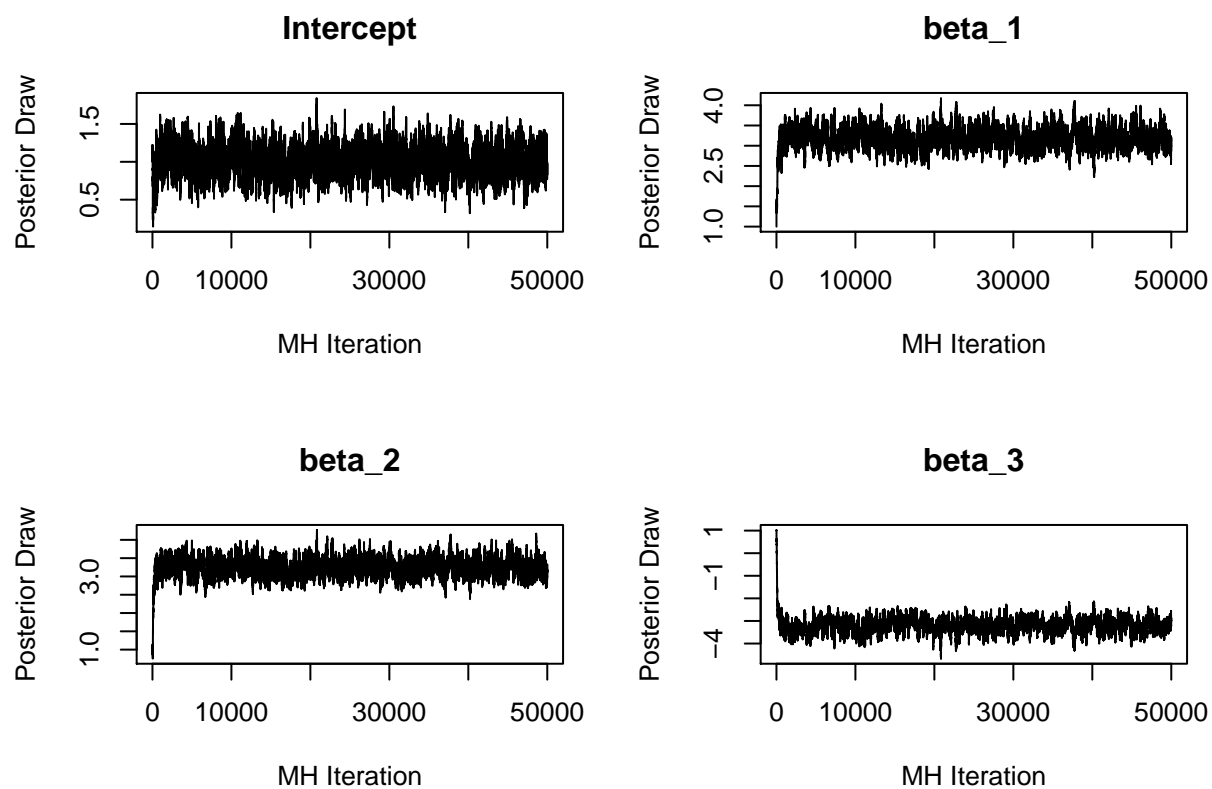 Intercept
Posterior Draw
1.5
0.5
0 10000 30000 50000
MH Iteration
beta_1
Posterior Draw
4.0
2.5
1.0
0 10000 30000 50000
MH Iteration
beta_2
Posterior Draw
3.0
1.0
0 10000 30000 50000
MH Iteration
beta_3
Posterior Draw
1
−1
−4
0 10000 30000 50000
MH Iteration